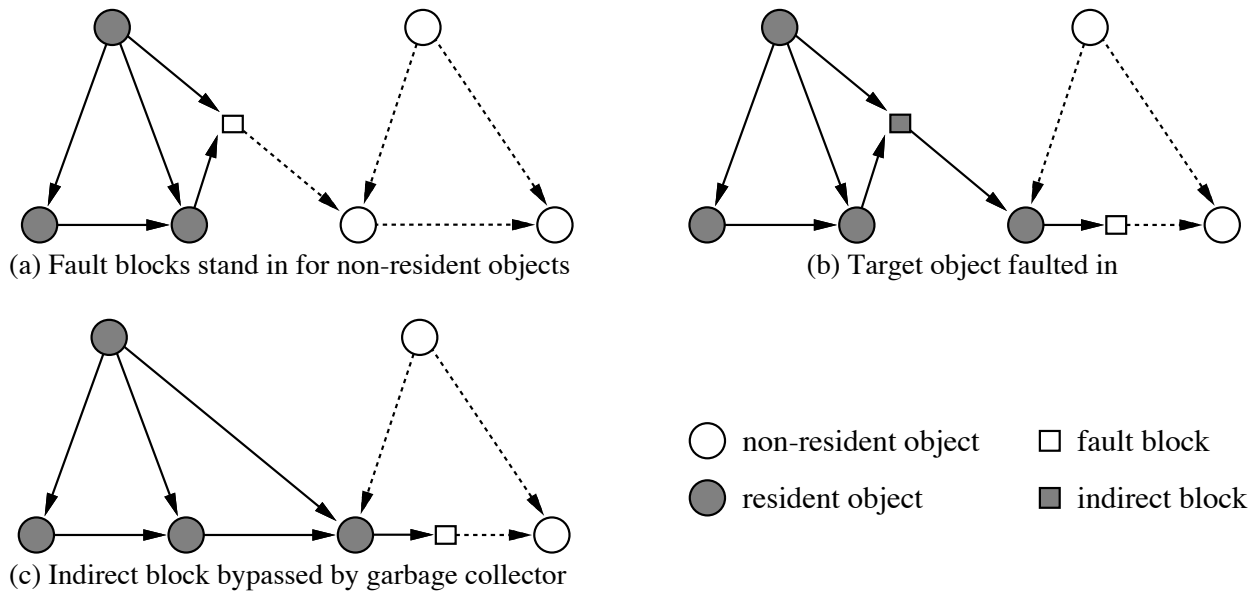 (a) Fault blocks stand in for non-resident objects
(b) Target object faulted in
(c) Indirect block bypassed by garbage collector
non-resident object
fault block
resident object
indirect block